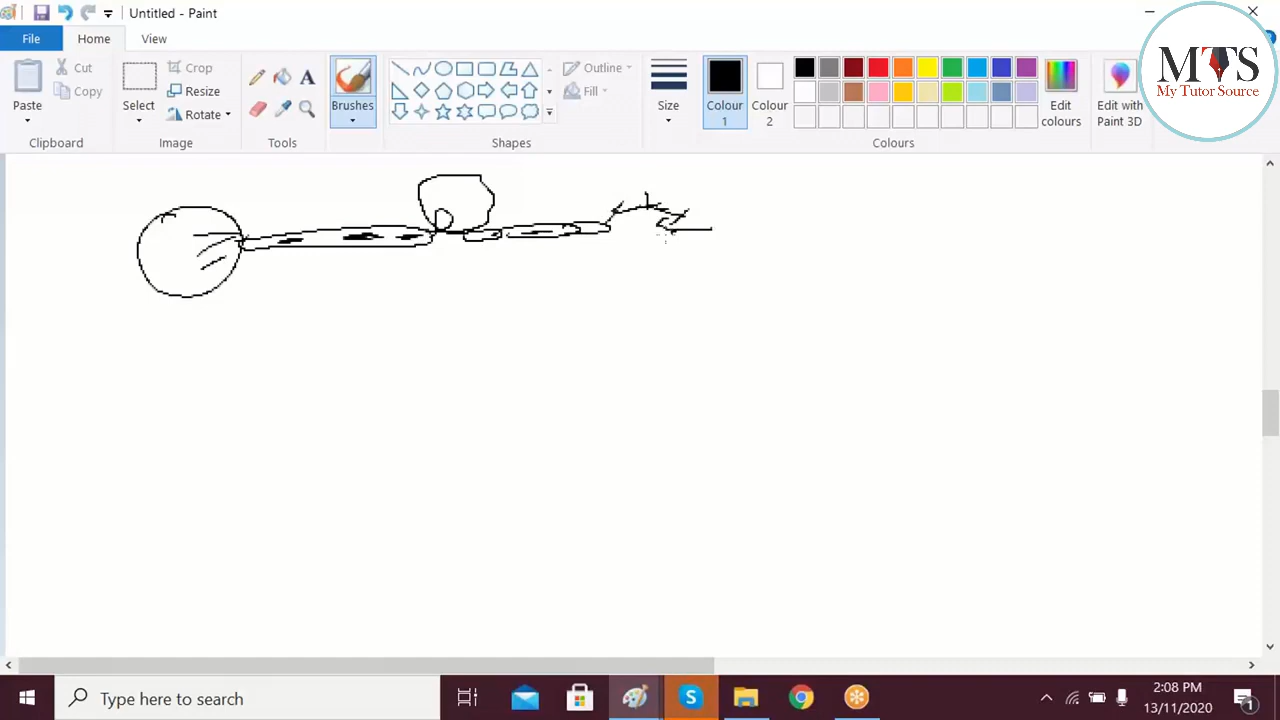 Untitled - Paint
File
Home
View
Paste
Cut
Copy
Clipboard
Select
Crop
Resize
Rotate
Image
A
Tools
Brushes
Outline
Fill
Shapes
Size
Colour
1
Colour
2
Edit
colours
Edit with
Paint 3D
Colours
MTS
My Tutor Source
Type here to search
S
2:08 PM
13/11/2020
1